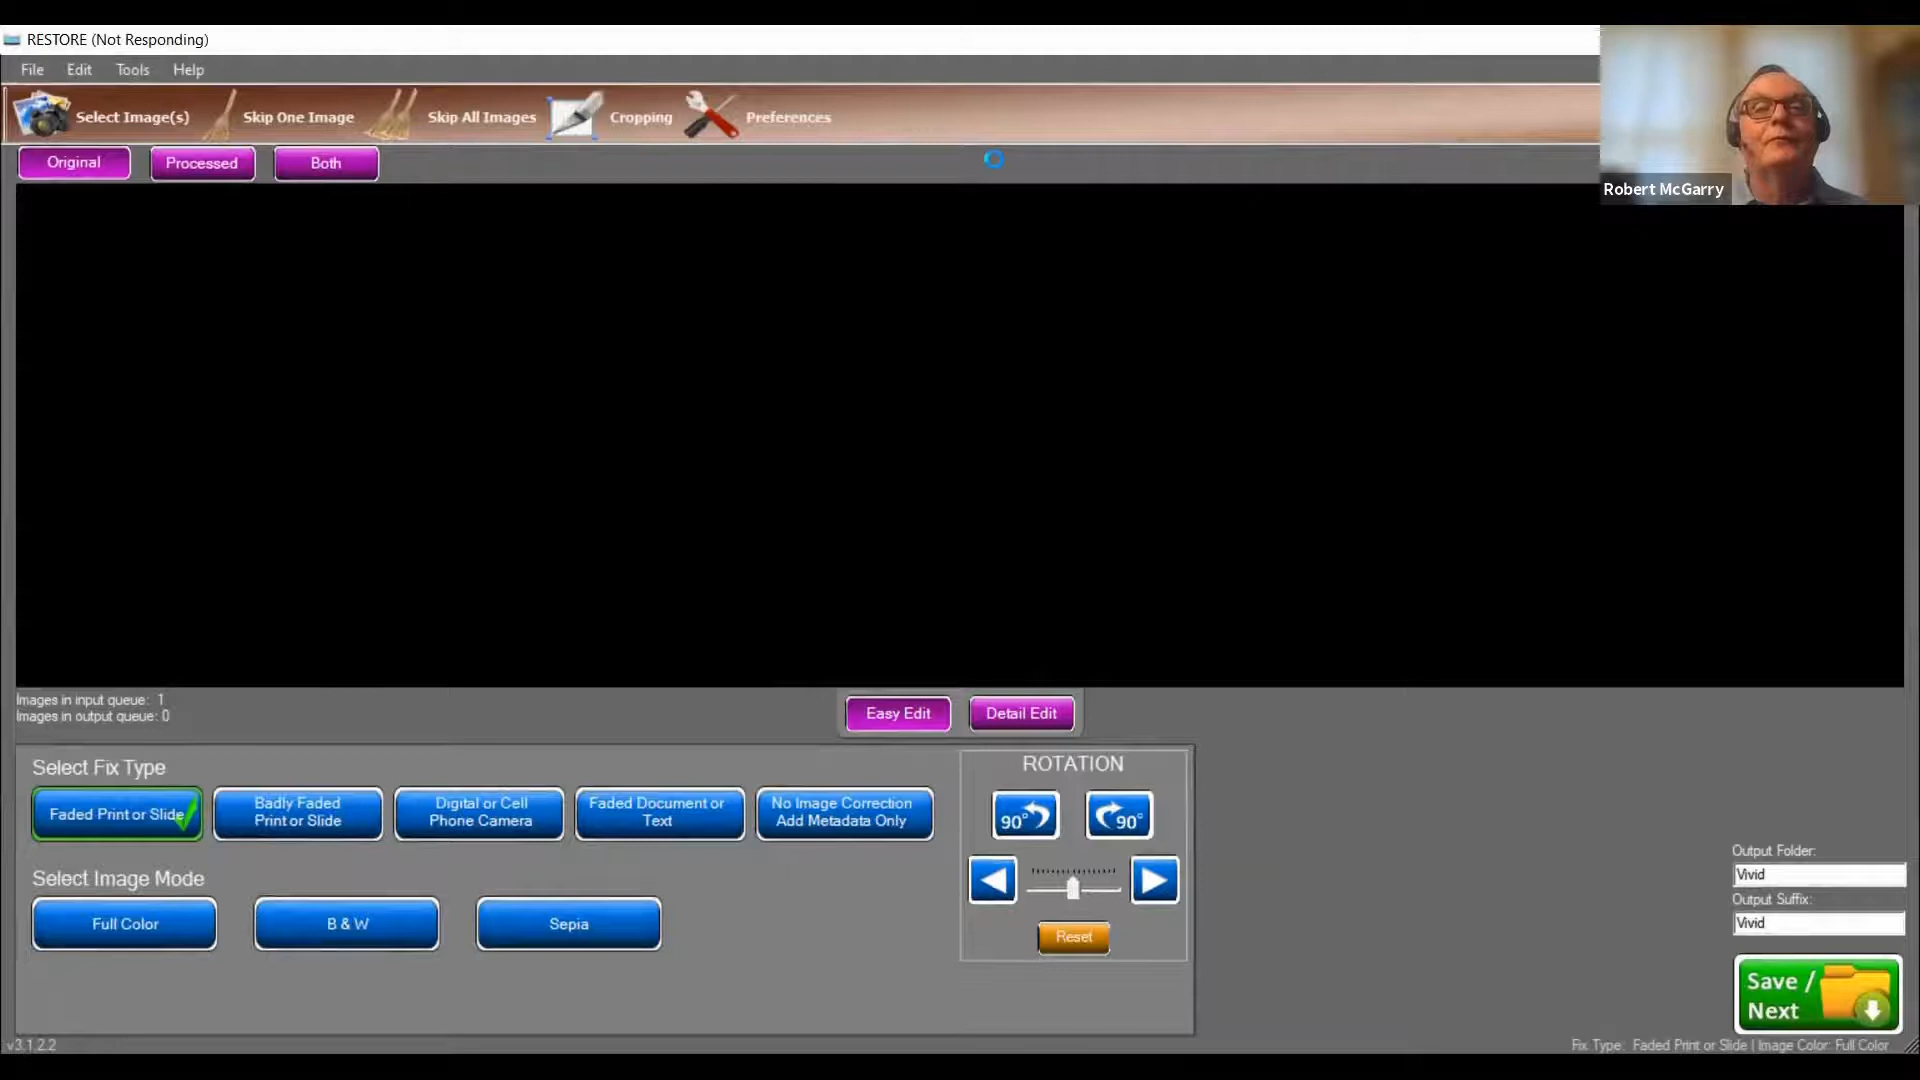 RESTORE (Not Responding)
File Edit Tools Help
Select Image(s) Skip One Image Skip All Images Cropping Preferences
Original Processed Both
Robert McGarry
Images in input queue: 1
Images in output queue: 0
Easy Edit Detail Edit
Select Fix Type
Faded Print or Slide
Badly Faded
Print or Slide
Digital or Cell
Phone Camera
Faded Document or
Text
No Image Correction
Add Metadata Only
Select Image Mode
Full Color B & W Sepia
ROTATION
90° 90°
Reset
Output Folder:
Vivid
Output Suffix:
Vivid
Save /
Next
v3.1.2.2
Fix Type: Faded Print or Slide | Image Color: Full Color